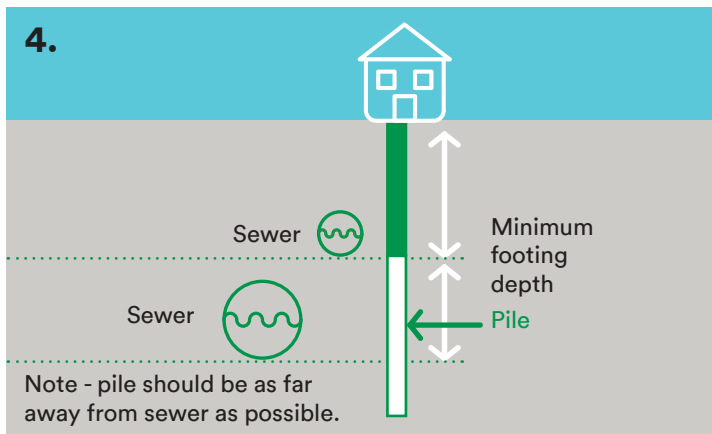 4.
Sewer
Minimum
footing
depth
Sewer
Pile
Note - pile should be as far
away from sewer as possible.